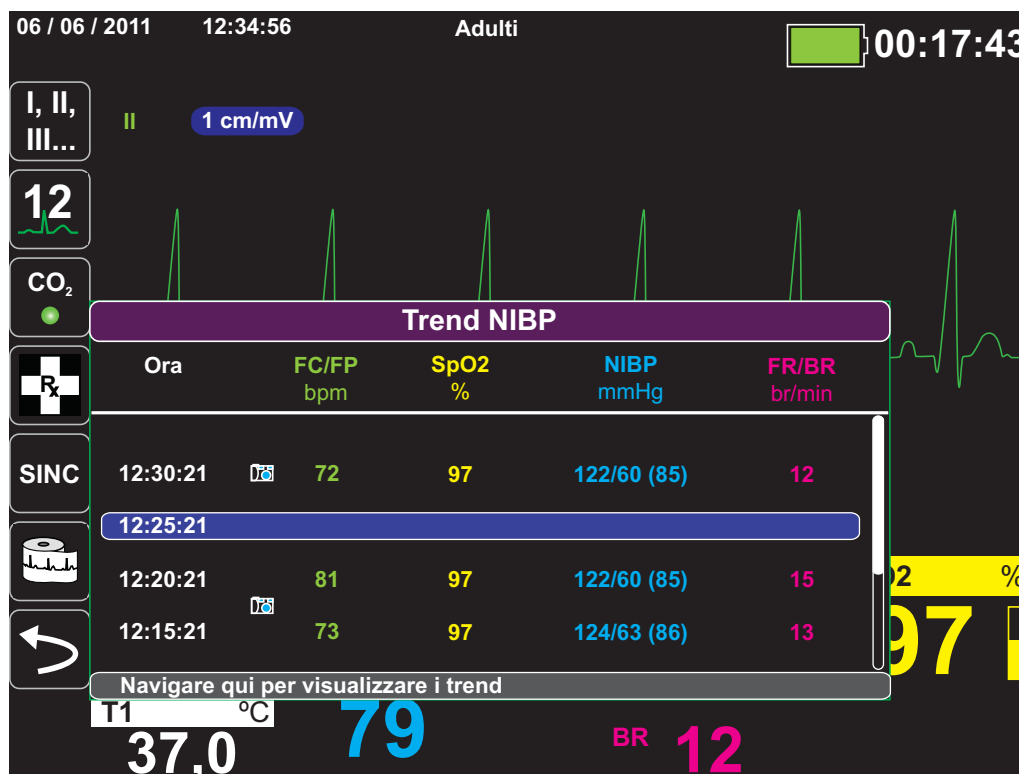 06 / 06 / 2011 12:34:56 Adulti 00:17:43
I, II, III...
II 1 cm/mV
12
CO2
Trend NIBP
Ora FC/FP SpO2 NIBP FR/BR
bpm % mmHg br/min
Rx
SINC
12:30:21 72 97 122/60 (85) 12
12:25:21
12:20:21 81 97 122/60 (85) 15
12:15:21 73 97 124/63 (86) 13
O2 %
97
Navigare qui per visualizzare i trend
T1 ºC
37,0
79
BR 12